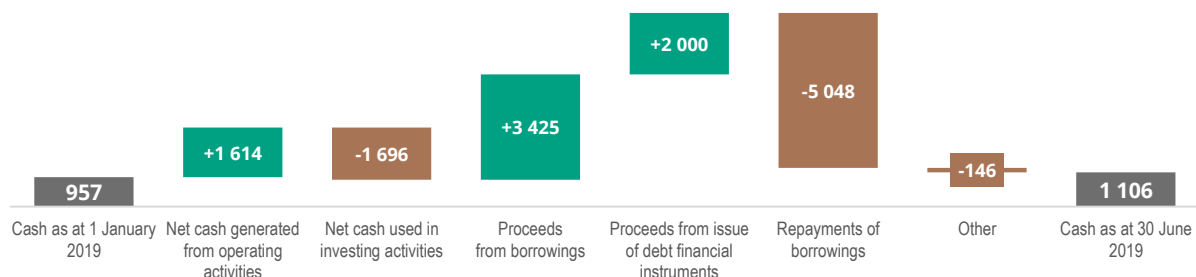 +2 000
-5 048
+3 425
+1 614
-1 696
-146
957
1 106
Cash as at 1 January
2019
Net cash generated
from operating
activities
Net cash used in
investing activities
Proceeds
from borrowings
Proceeds from issue
of debt financial
instruments
Repayments of
borrowings
Other
Cash as at 30 June
2019